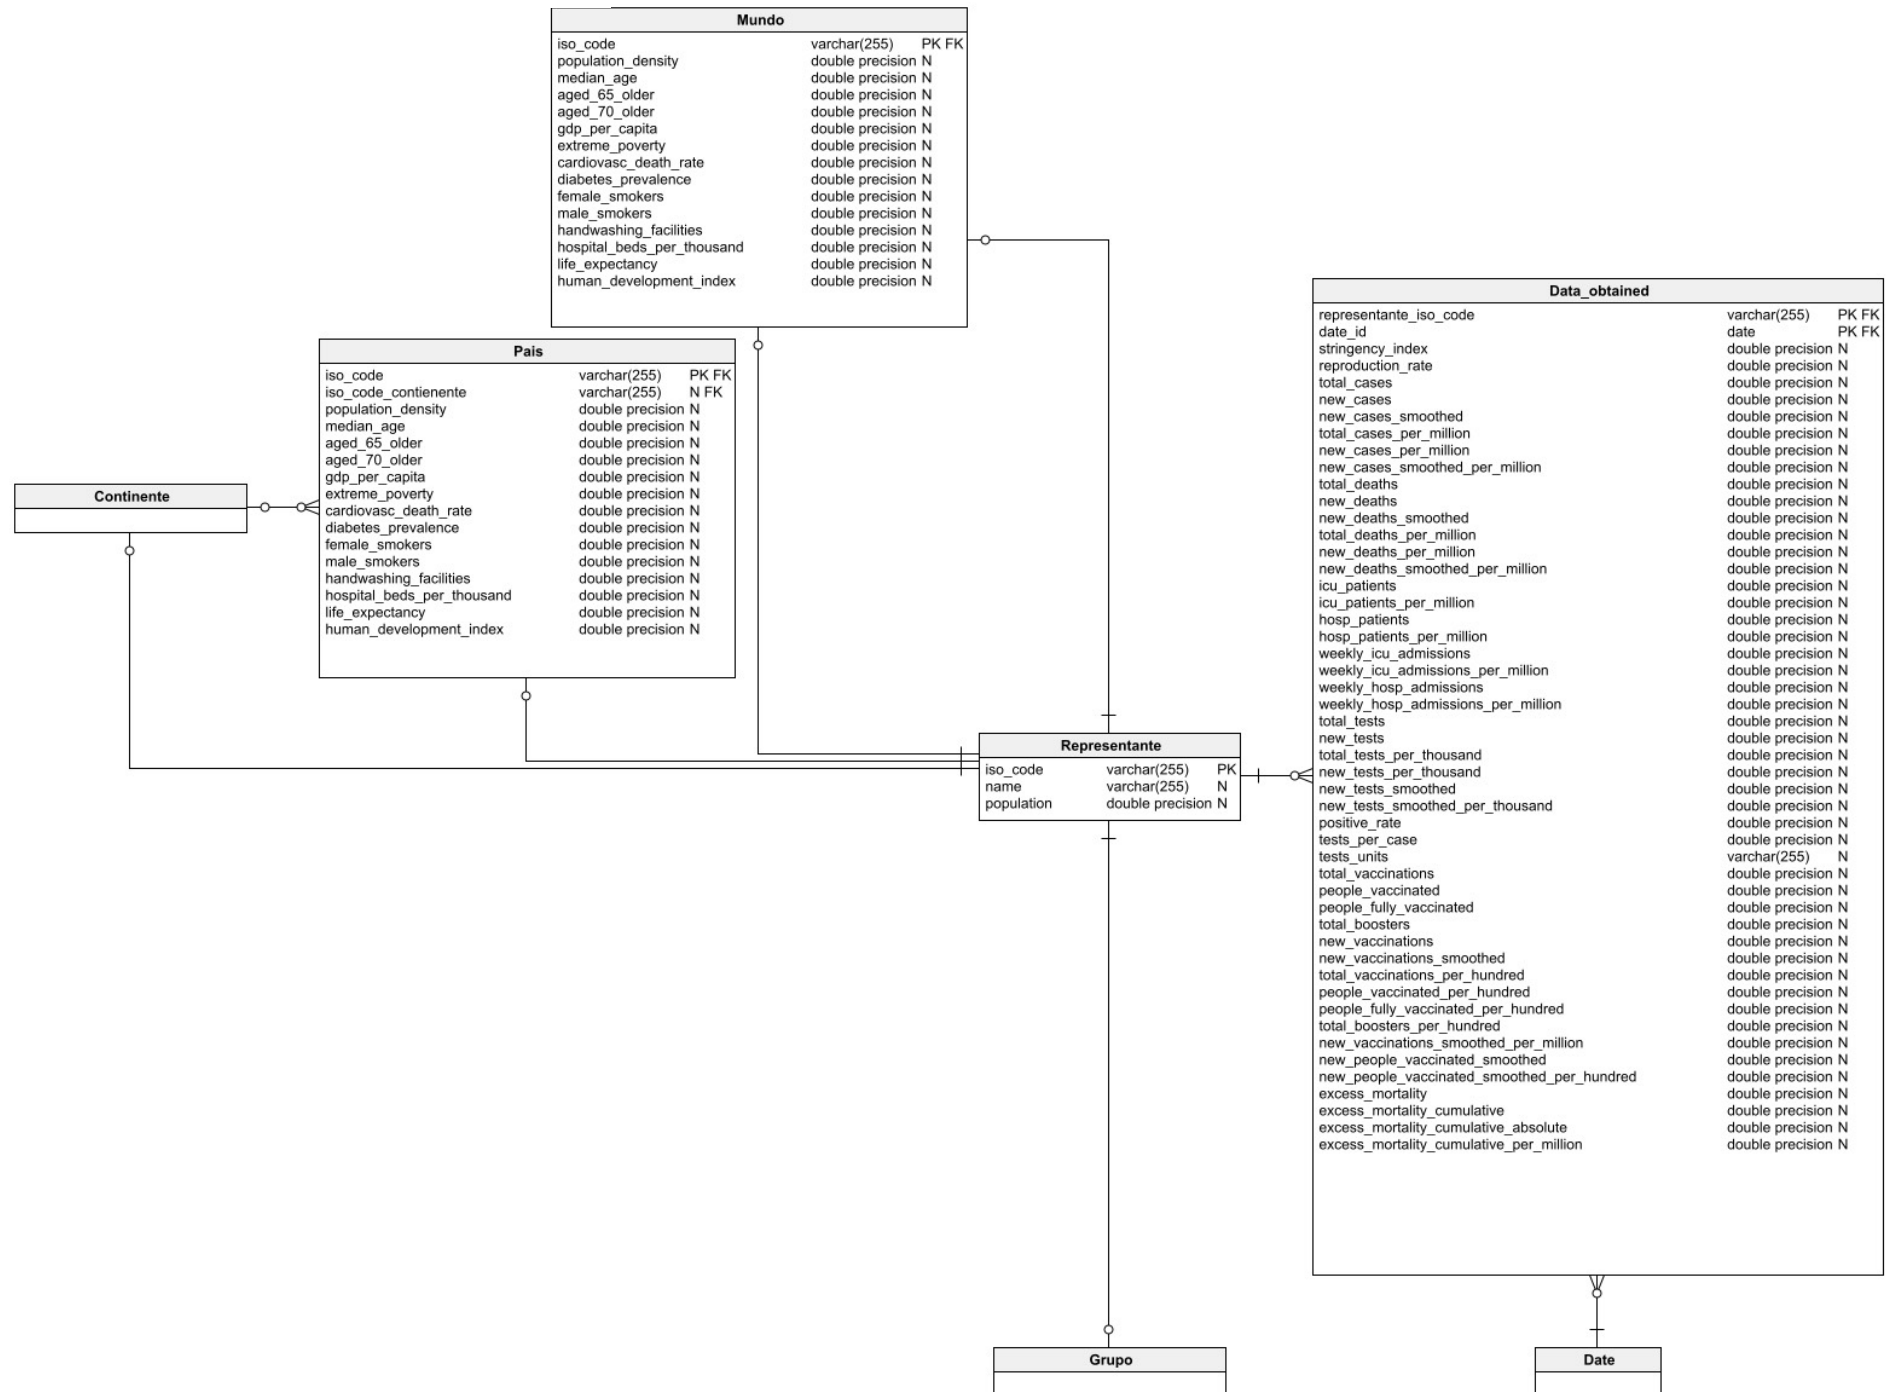 Mundo
iso_code varchar(255) PK FK
population_density double precision N
median_age double precision N
aged_65_older double precision N
aged_70_older double precision N
gdp_per_capita double precision N
extreme_poverty double precision N
cardiovasc_death_rate double precision N
diabetes_prevalence double precision N
female_smokers double precision N
male_smokers double precision N
handwashing_facilities double precision N
hospital_beds_per_thousand double precision N
life_expectancy double precision N
human_development_index double precision N
Pais
iso_code varchar(255) PK FK
iso_code_contienente varchar(255) N FK
population_density double precision N
median_age double precision N
aged_65_older double precision N
aged_70_older double precision N
gdp_per_capita double precision N
extreme_poverty double precision N
cardiovasc_death_rate double precision N
diabetes_prevalence double precision N
female_smokers double precision N
male_smokers double precision N
handwashing_facilities double precision N
hospital_beds_per_thousand double precision N
life_expectancy double precision N
human_development_index double precision N
Continente
Representante
iso_code varchar(255) PK
name varchar(255) N
population double precision N
Data_obtained
representante_iso_code varchar(255) PK FK
date_id date PK FK
stringency_index double precision N
reproduction_rate double precision N
total_cases double precision N
new_cases double precision N
new_cases_smoothed double precision N
total_cases_per_million double precision N
new_cases_per_million double precision N
new_cases_smoothed_per_million double precision N
total_deaths double precision N
new_deaths double precision N
new_deaths_smoothed double precision N
total_deaths_per_million double precision N
new_deaths_per_million double precision N
new_deaths_smoothed_per_million double precision N
icu_patients double precision N
icu_patients_per_million double precision N
hosp_patients double precision N
hosp_patients_per_million double precision N
weekly_icu_admissions double precision N
weekly_icu_admissions_per_million double precision N
weekly_hosp_admissions double precision N
weekly_hosp_admissions_per_million double precision N
total_tests double precision N
new_tests double precision N
total_tests_per_thousand double precision N
new_tests_per_thousand double precision N
new_tests_smoothed double precision N
new_tests_smoothed_per_thousand double precision N
positive_rate double precision N
tests_per_case double precision N
tests_units varchar(255) N
total_vaccinations double precision N
people_vaccinated double precision N
people_fully_vaccinated double precision N
total_boosters double precision N
new_vaccinations double precision N
new_vaccinations_smoothed double precision N
total_vaccinations_per_hundred double precision N
people_vaccinated_per_hundred double precision N
people_fully_vaccinated_per_hundred double precision N
total_boosters_per_hundred double precision N
new_vaccinations_smoothed_per_million double precision N
new_people_vaccinated_smoothed double precision N
new_people_vaccinated_smoothed_per_hundred double precision N
excess_mortality double precision N
excess_mortality_cumulative double precision N
excess_mortality_cumulative_absolute double precision N
excess_mortality_cumulative_per_million double precision N
Grupo
Date